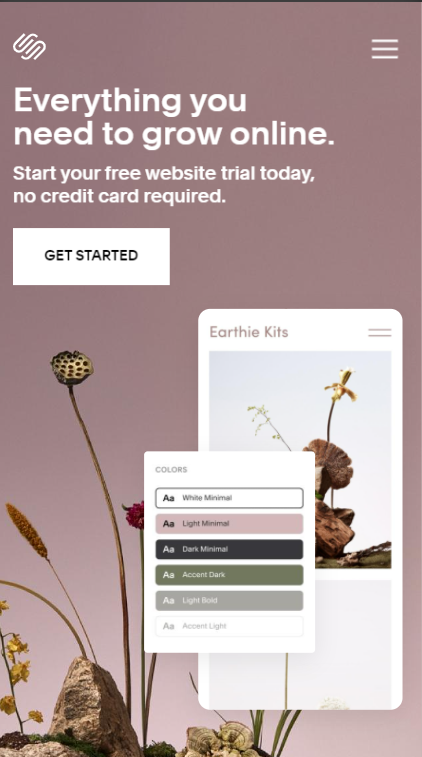 Everything you
need to grow online.
Start your free website trial today,
no credit card required.
GET STARTED
Earthie Kits
COLORS
Aa White Minimal
Aa Light Minimal
Aa Dark Minimal
Aa Accent Dark
Aa Light Bold
Aa Accent Light